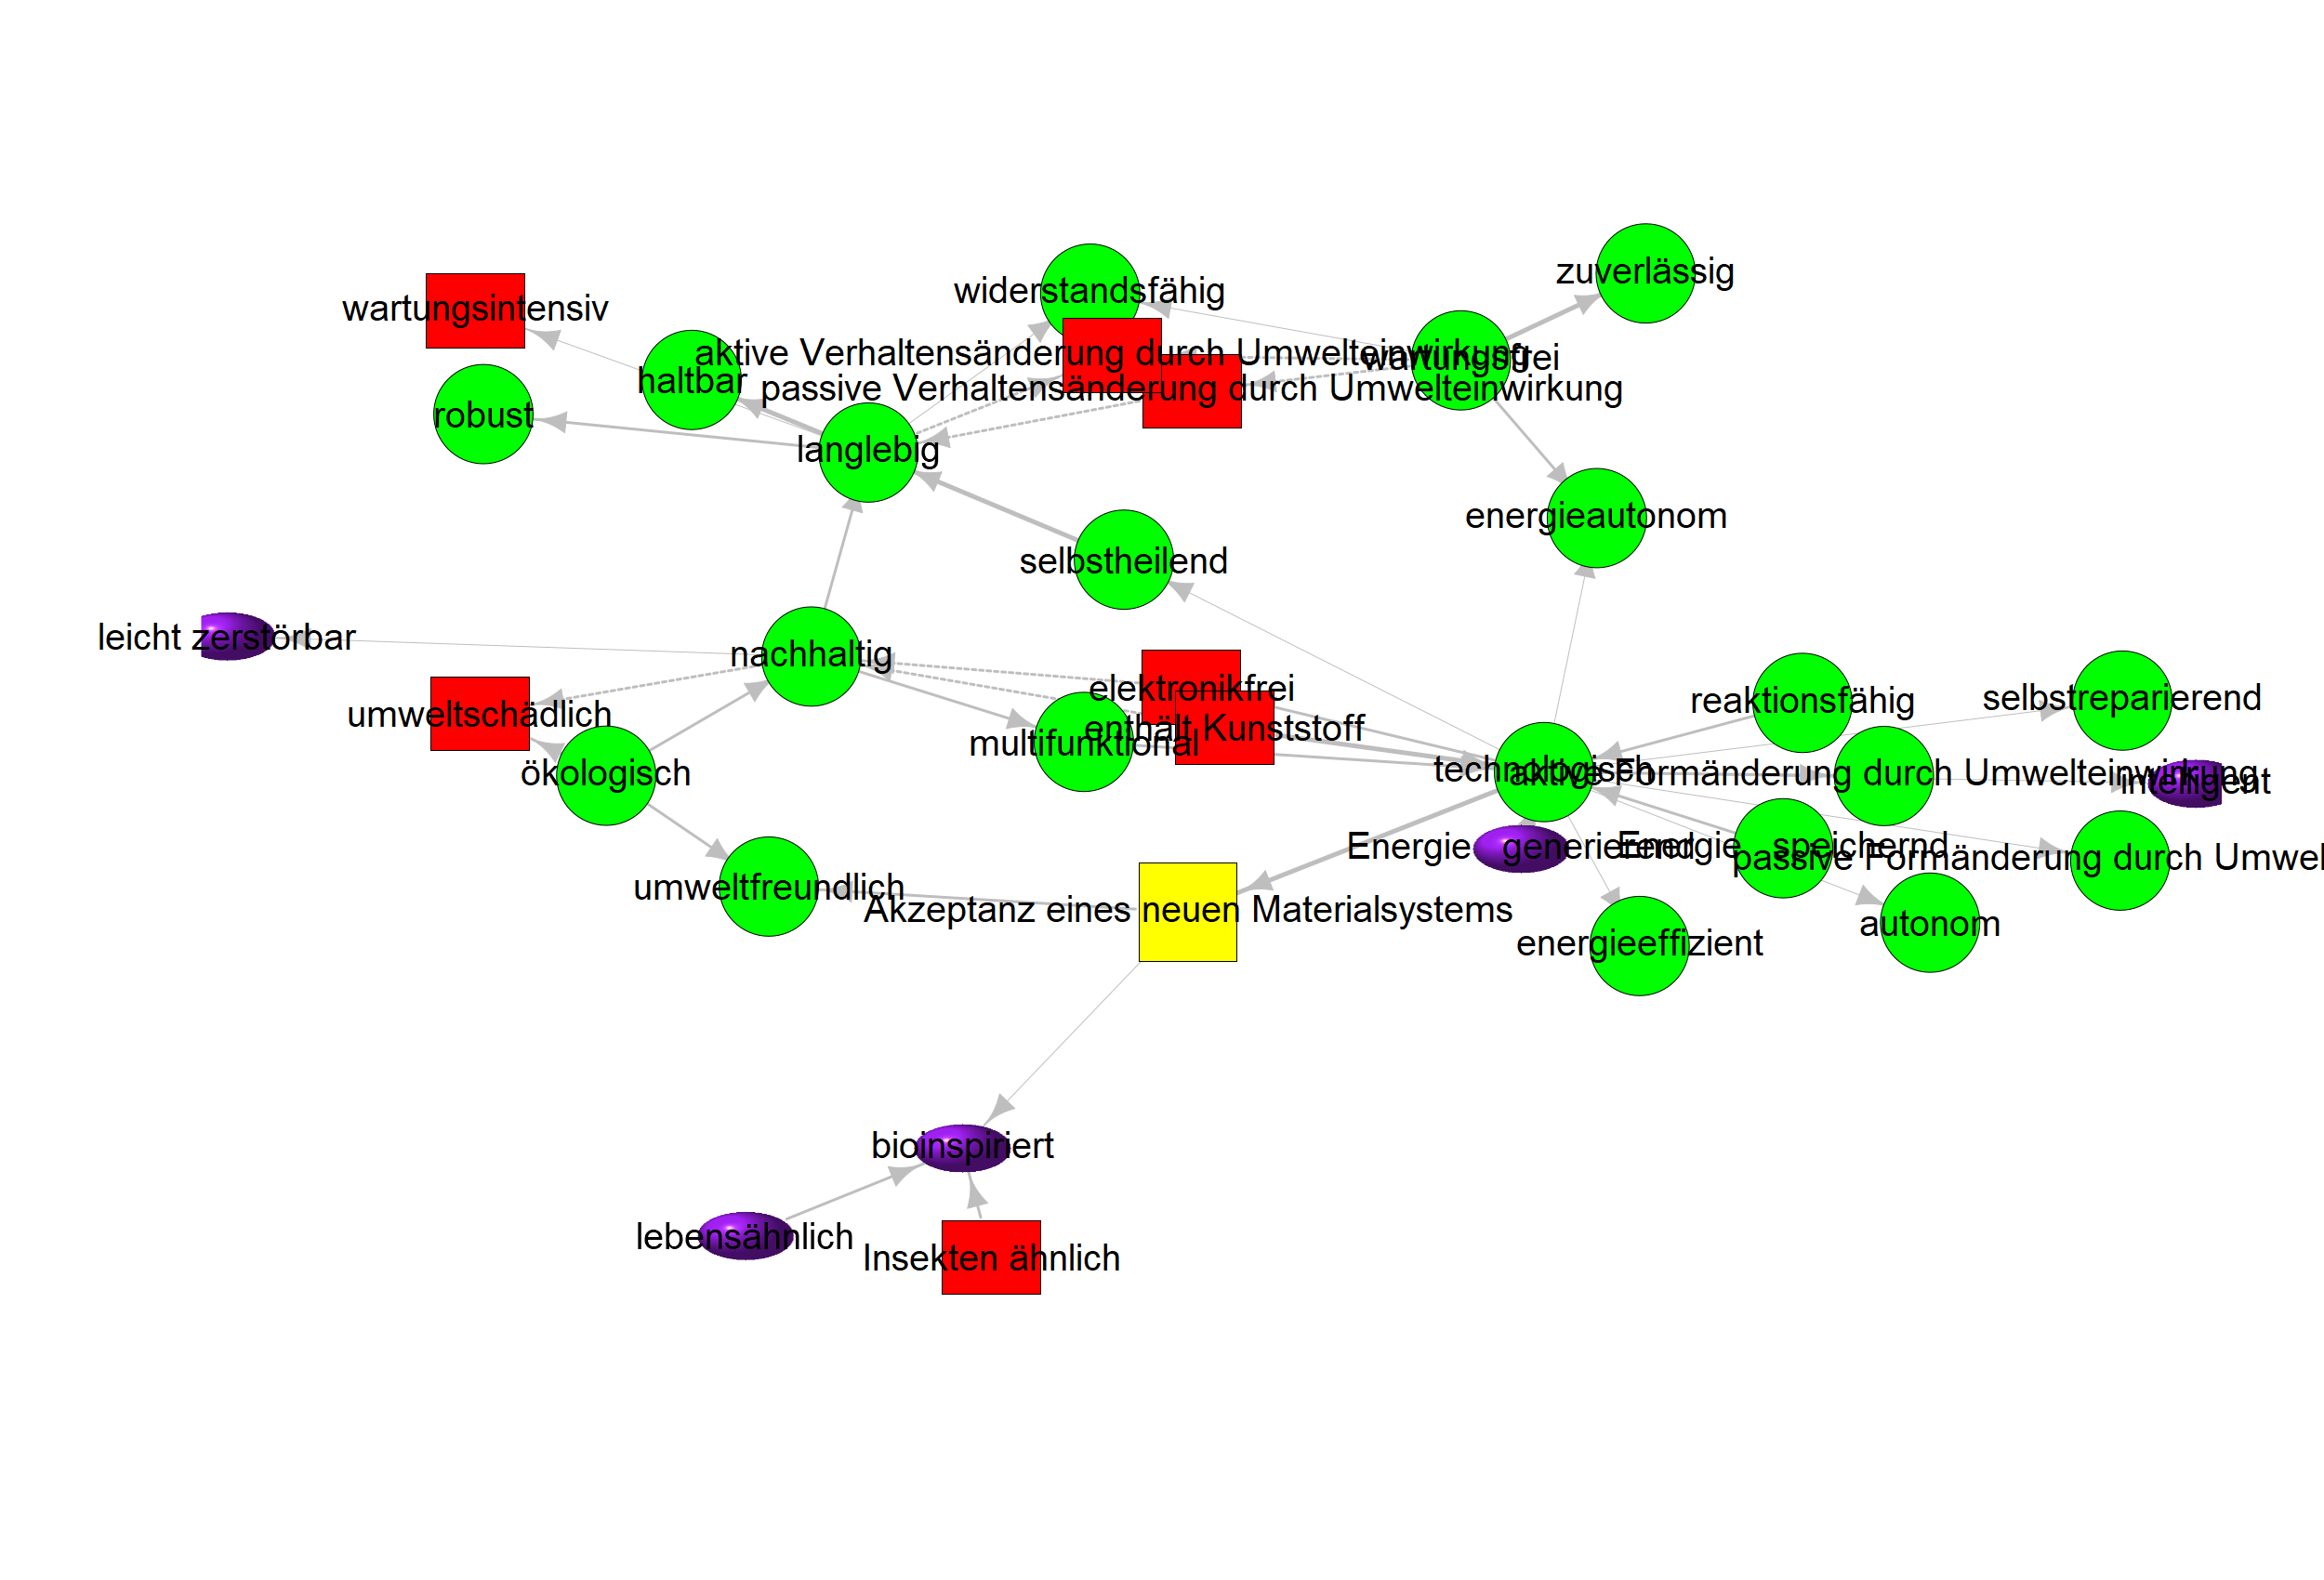 zuverlässig
widerstandsfähig
wartungsintensiv
aktive Verhaltensänderung durch Umwelteinwirkung
wartungsfrei
haltbar
passive Verhaltensänderung durch Umwelteinwirkung
robust
langlebig
energieautonom
selbstheilend
leicht zerstörbar
nachhaltig
elektronikfrei
reaktionsfähig
selbstreparierend
umweltschädlich
enthält Kunststoff
multifunktional
technologisch
aktive Formänderung durch Umwelteinwirkung
intelligent
ökologisch
Energie generierend
Energie speichernd
passive Formänderung durch Umwel
umweltfreundlich
Akzeptanz eines neuen Materialsystems
autonom
energieeffizient
bioinspiriert
lebensähnlich
Insekten ähnlich